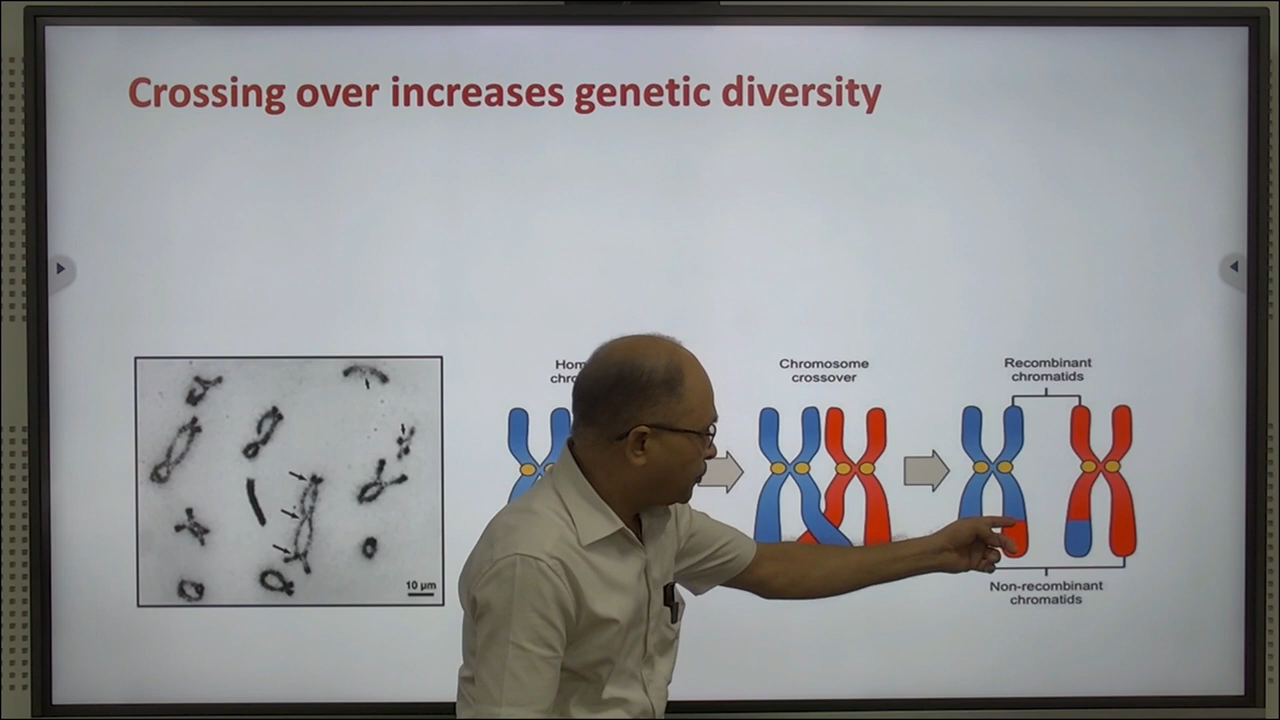 Crossing over increases genetic diversity
Chromosome
crossover
Recombinant
chromatids
10 µm
Non-recombinant
chromatids